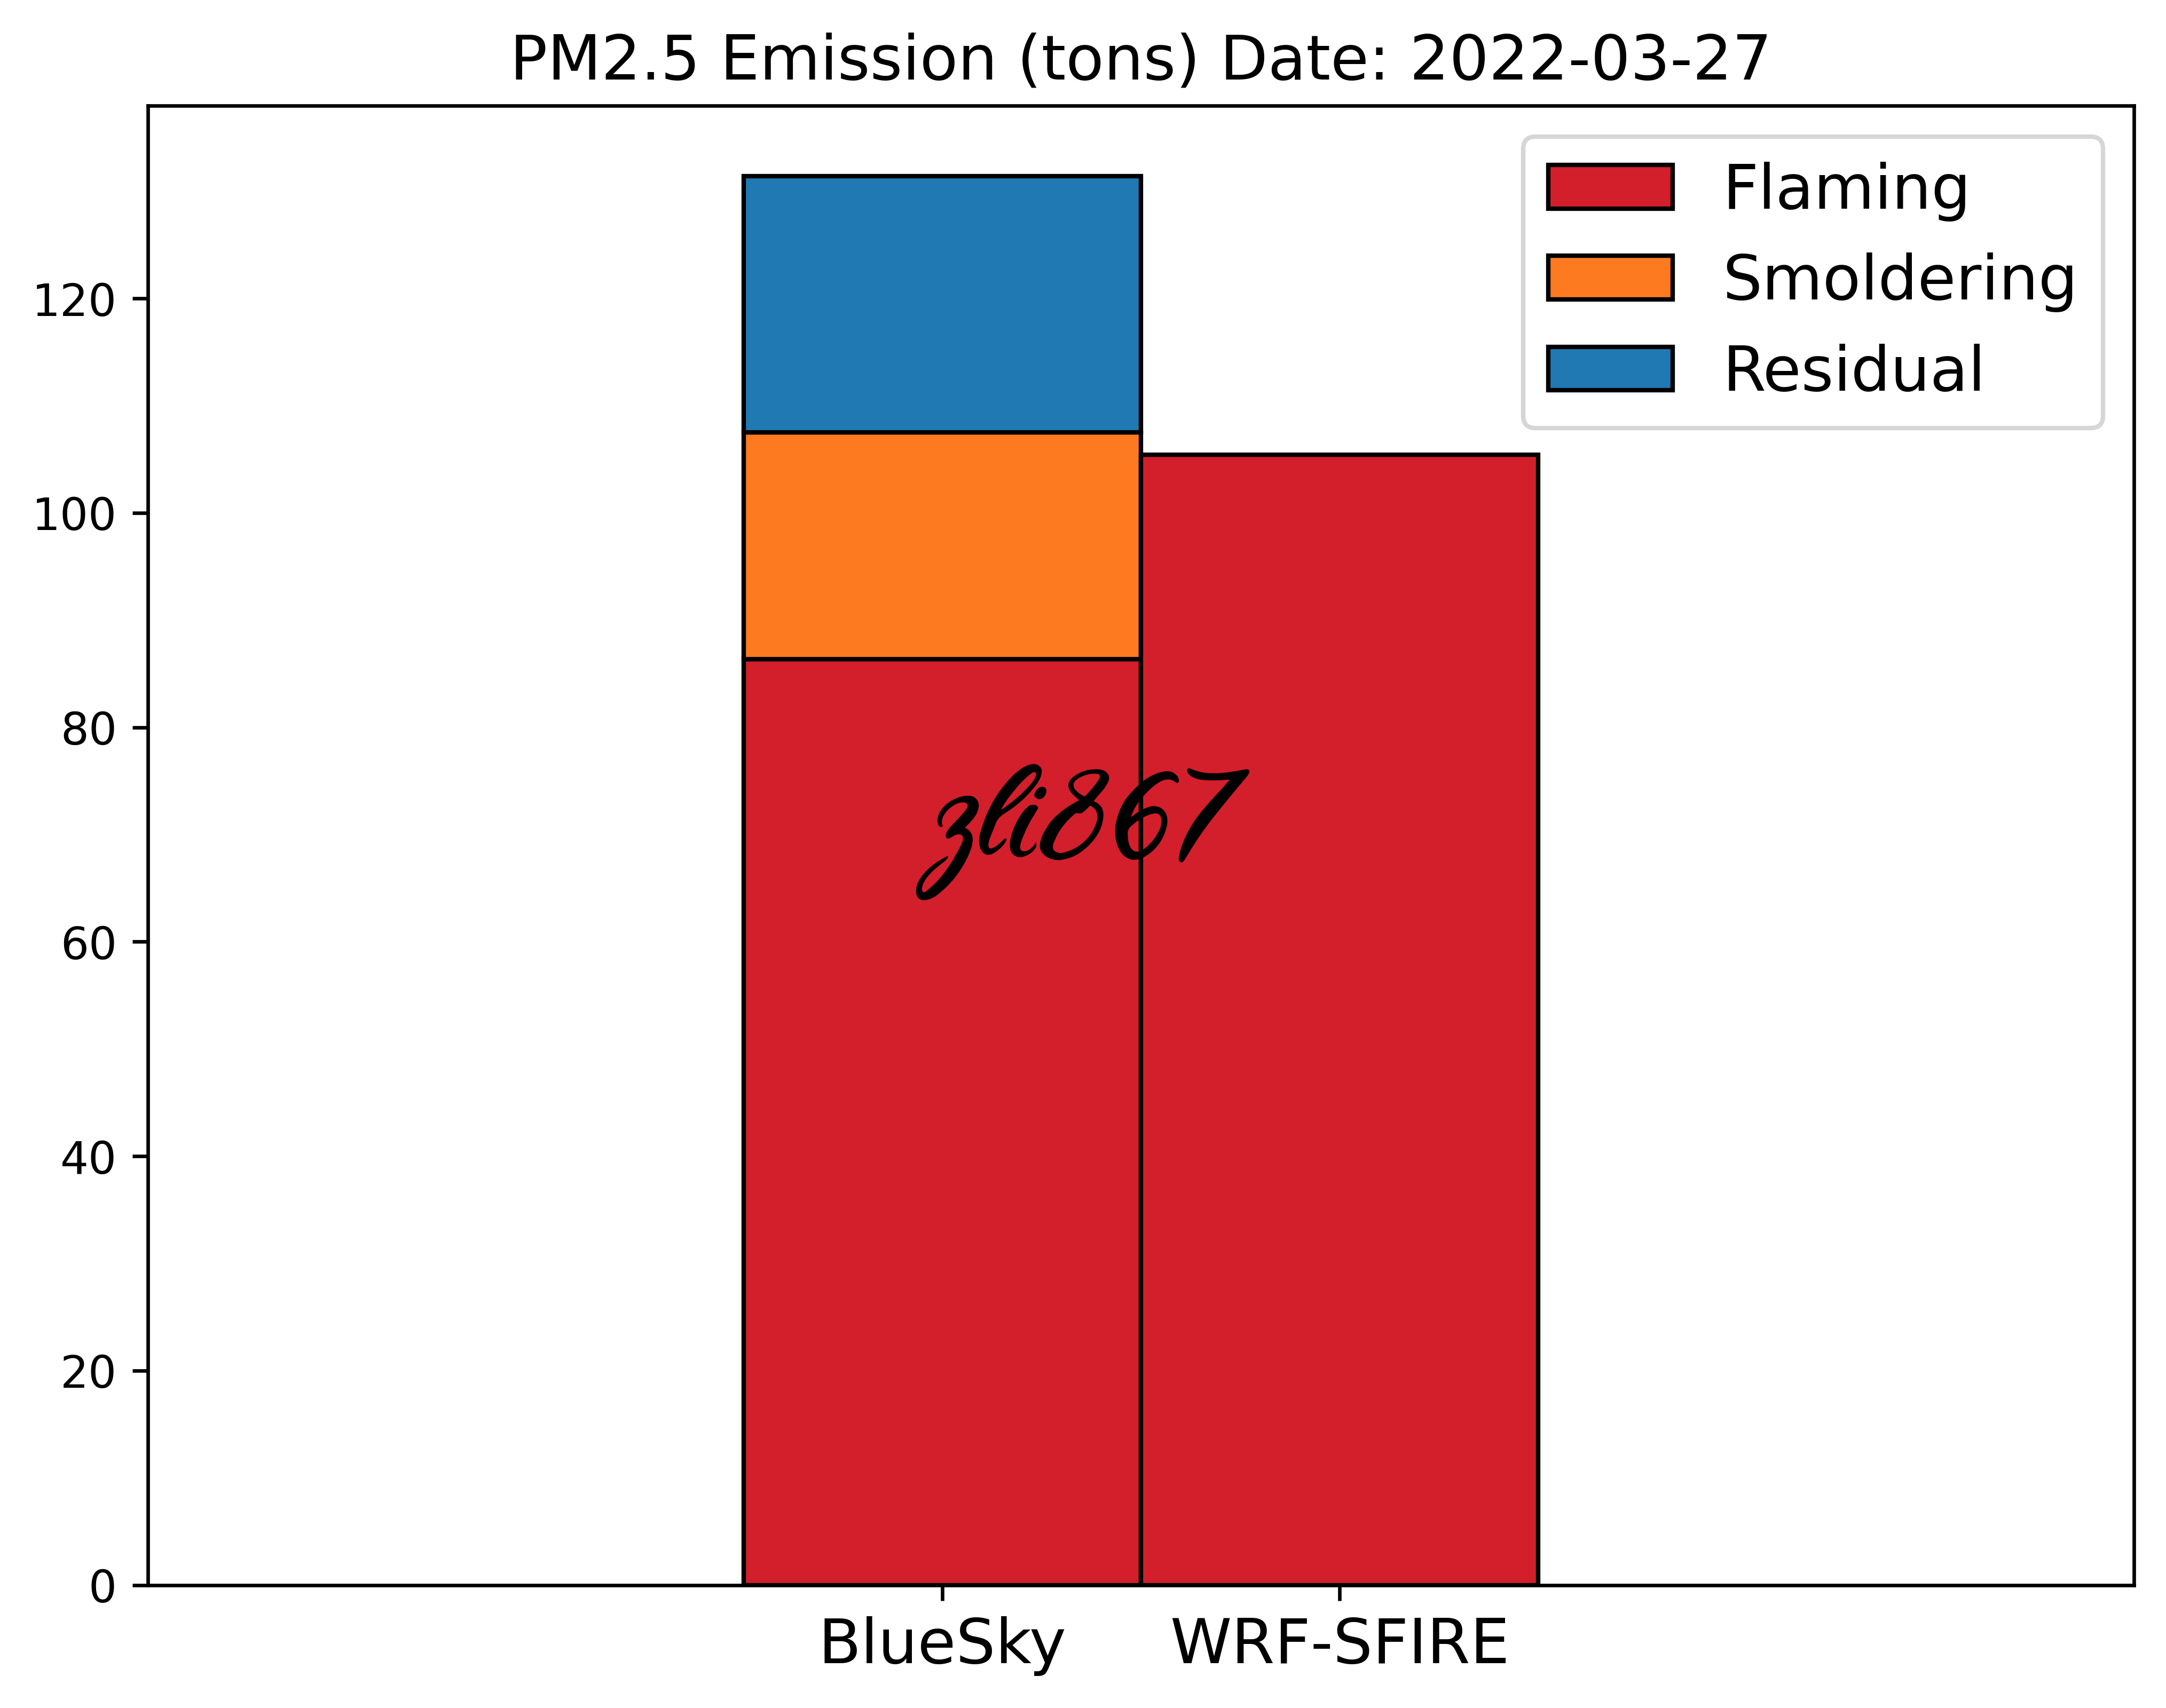 PM2.5 Emission (tons) Date: 2022-03-27
Flaming
Smoldering
Residual
120
100
80
zli867
60
40
20
0
BlueSky WRF-SFIRE